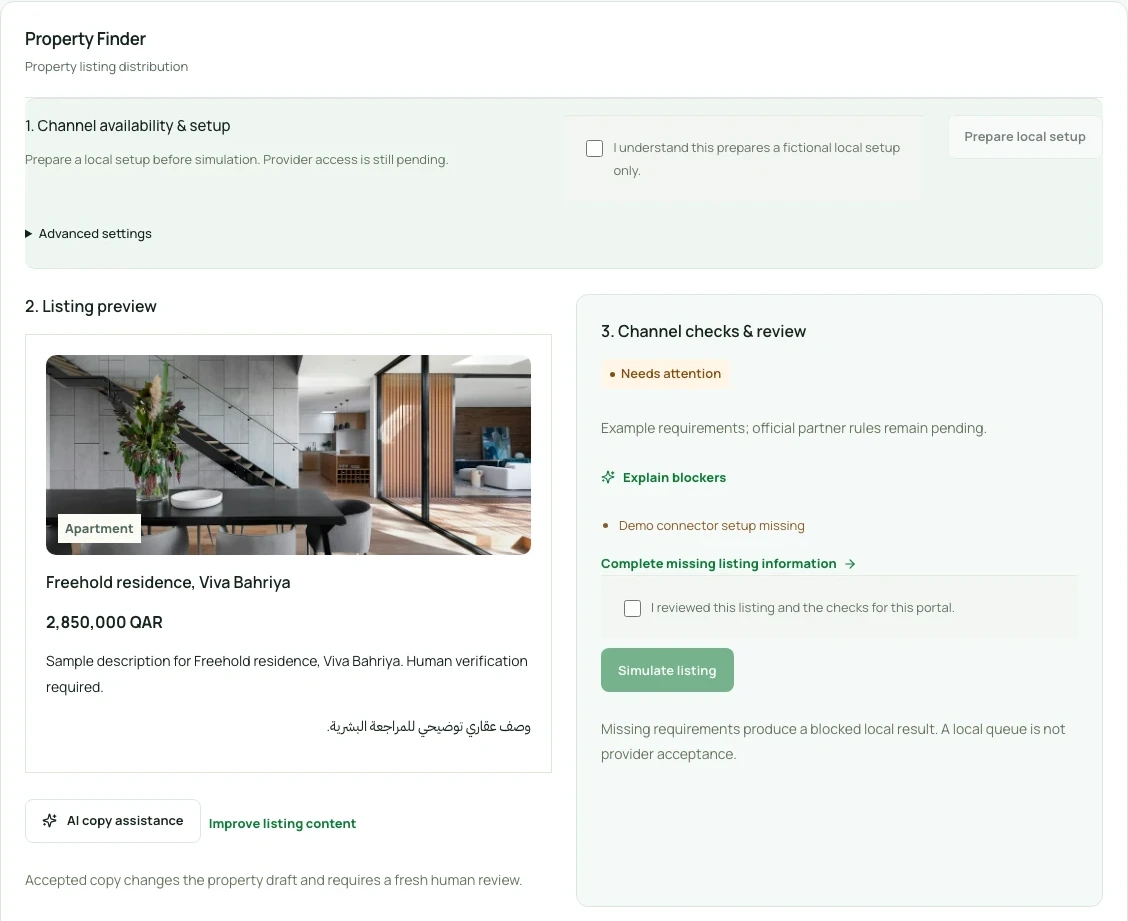 Property Finder
Property listing distribution
1. Channel availability & setup
Prepare a local setup before simulation. Provider access is still pending.
I understand this prepares a fictional local setup
only.
Prepare local setup
Advanced settings
2. Listing preview
Apartment
Freehold residence, Viva Bahriya
2,850,000 QAR
Sample description for Freehold residence, Viva Bahriya. Human verification
required.
وصف عقاري توضيحي للمراجعة البشرية.
AI copy assistance
Improve listing content
Accepted copy changes the property draft and requires a fresh human review.
3. Channel checks & review
• Needs attention
Example requirements; official partner rules remain pending.
Explain blockers
• Demo connector setup missing
Complete missing listing information →
I reviewed this listing and the checks for this portal.
Simulate listing
Missing requirements produce a blocked local result. A local queue is not
provider acceptance.